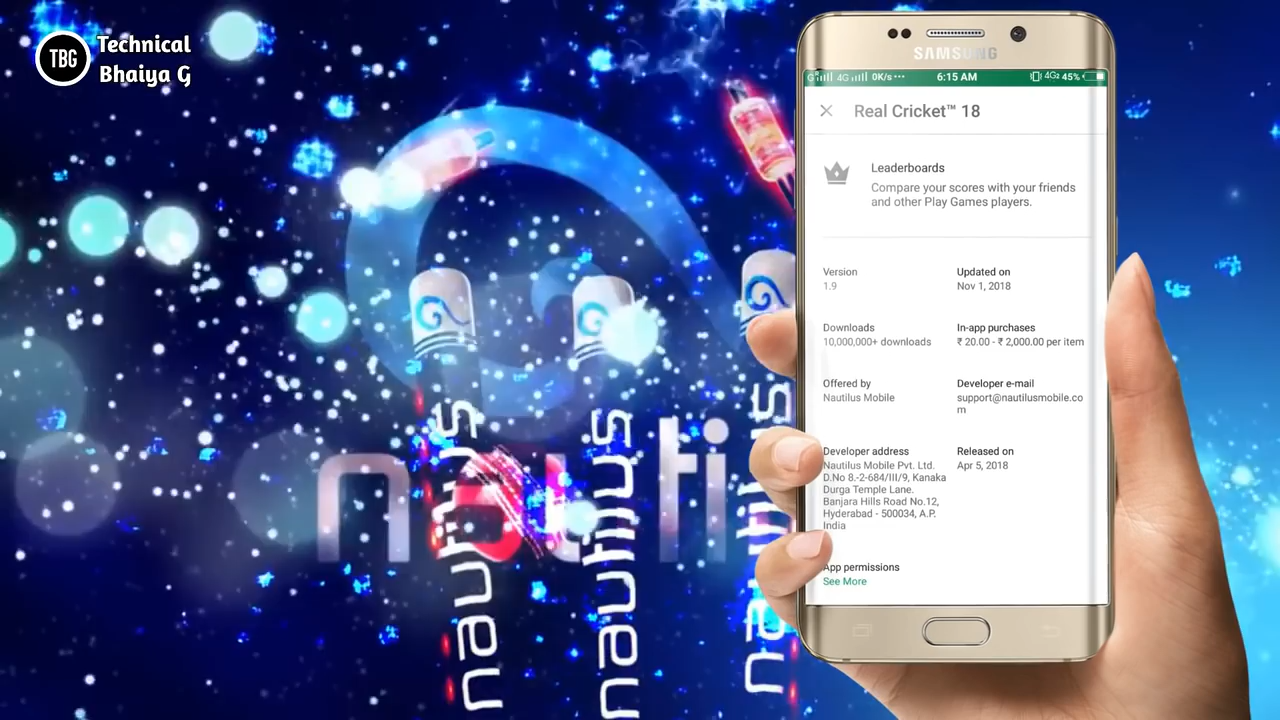 TBG
Technical
Bhaiya G
SAMSUNG
4G 0K/s 6:15 AM 4G2 45%
Real Cricket™ 18
Leaderboards
Compare your scores with your friends
and other Play Games players.
Version
1.9
Updated on
Nov 1, 2018
Downloads
10,000,000+ downloads
In-app purchases
₹ 20.00 - ₹ 2,000.00 per item
Offered by
Nautilus Mobile
Developer e-mail
support@nautilusmobile.co
m
Developer address
Nautilus Mobile Pvt. Ltd.
D.No 8.-2-684/III/9, Kanaka
Durga Temple Lane.
Banjara Hills Road No.12,
Hyderabad - 500034, A.P.
India
Released on
Apr 5, 2018
App permissions
See More
nautilus
nautilus
nautilus